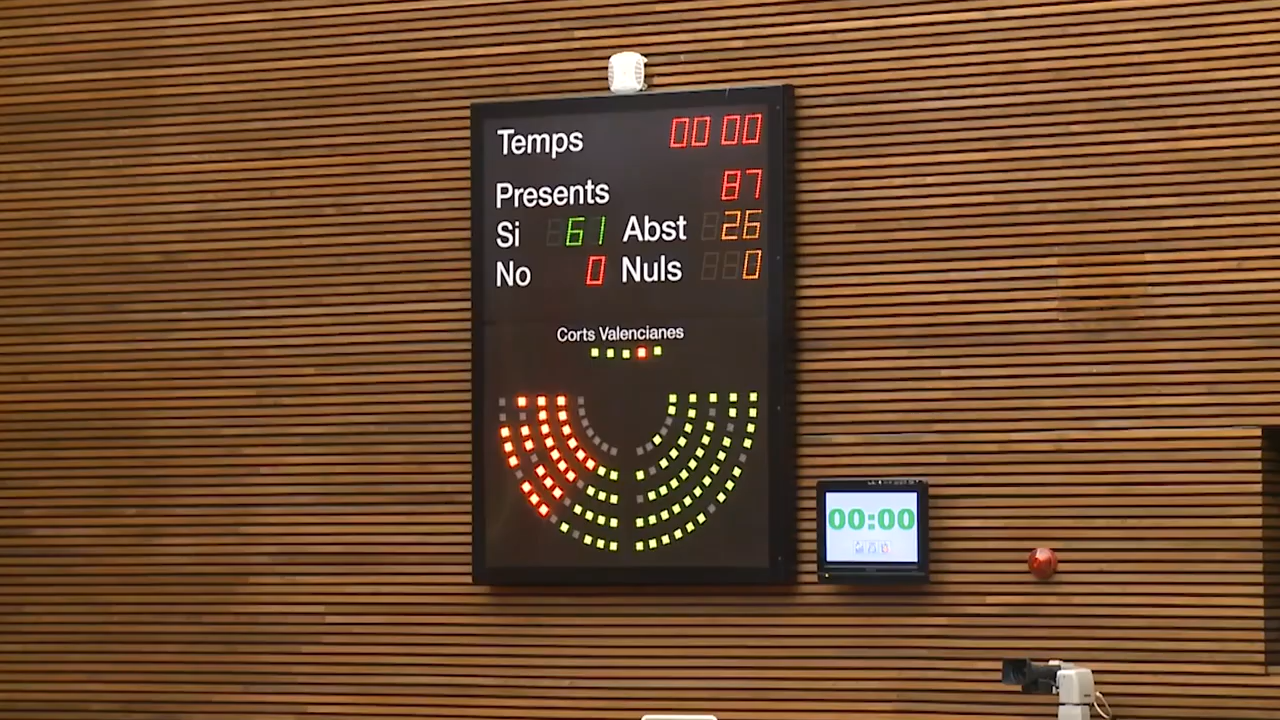 Temps 00 00
Presents 87
Si 61 Abst 26
No 0 Nuls 0
Corts Valencianes
00:00